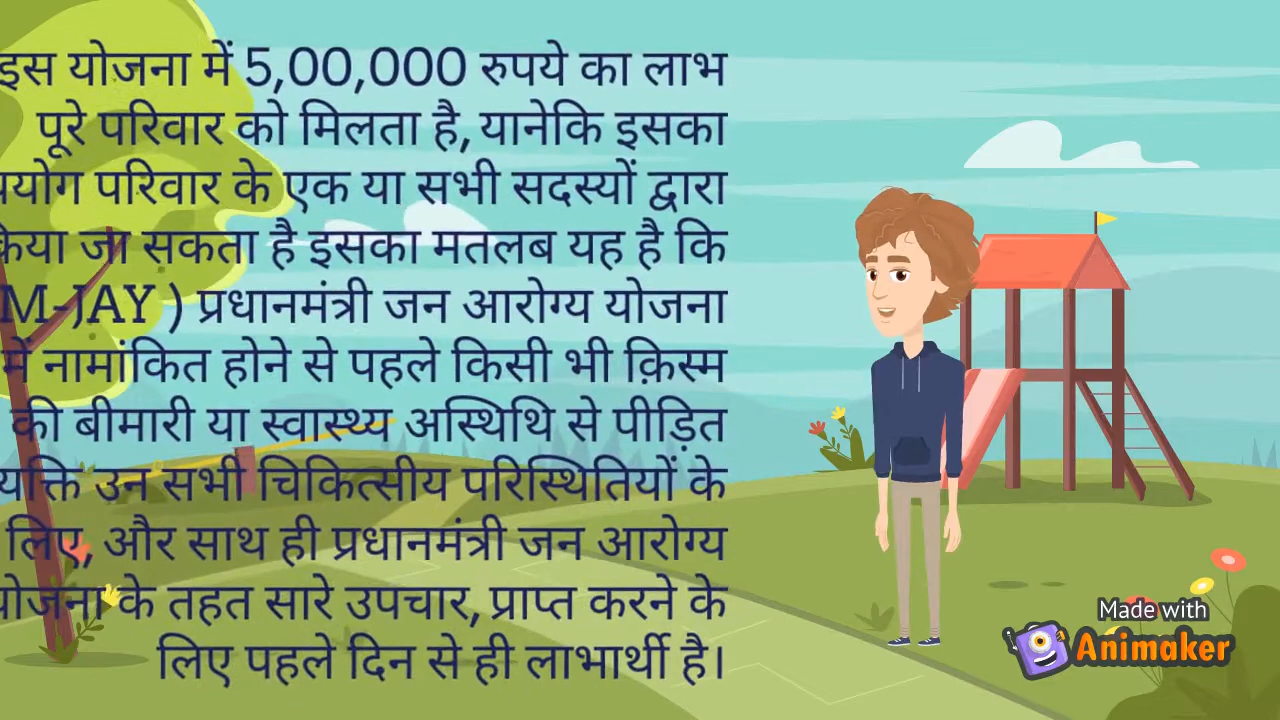 इस योजना में 5,00,000 रुपये का लाभ
पूरे परिवार को मिलता है, यानेकि इसका
परिवार के एक या सभी सदस्यों द्वारा
जा सकता है इसका मतलब यह है कि
M-JAY ) प्रधानमंत्री जन आरोग्य योजना
में नामांकित होने से पहले किसी भी क़िस्म
की बीमारी या स्वास्थ्य अस्थिथि से पीड़ित
उन सभी चिकित्सीय परिस्थितियों के
लिए, और साथ ही प्रधानमंत्री जन आरोग्य
योजना के तहत सारे उपचार, प्राप्त करने के
लिए पहले दिन से ही लाभार्थी है।
Made with
Animaker